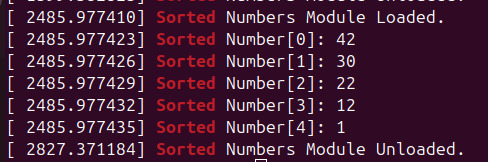 [ 2485.977410] Sorted Numbers Module Loaded.
[ 2485.977423] Sorted Number[0]: 42
[ 2485.977426] Sorted Number[1]: 30
[ 2485.977429] Sorted Number[2]: 22
[ 2485.977432] Sorted Number[3]: 12
[ 2485.977435] Sorted Number[4]: 1
[ 2827.371184] Sorted Numbers Module Unloaded.